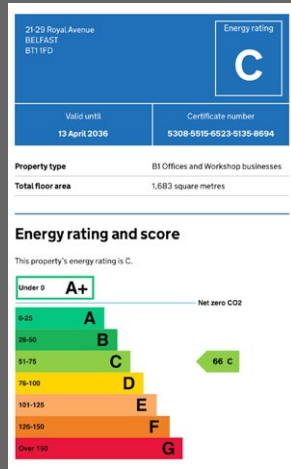 21-29 Royal Avenue
BELFAST
BT1 1FD
Energy rating
C
Valid until
13 April 2036
Certificate number
5308-5515-6523-5135-8694
Property type
B1 Offices and Workshop businesses
Total floor area
1,683 square metres
Energy rating and score
This property's energy rating is C.
Under 0 A+
Net zero CO2
0-25 A
26-50 B
51-75 C
66 C
76-100 D
101-125 E
126-150 F
Over 150 G